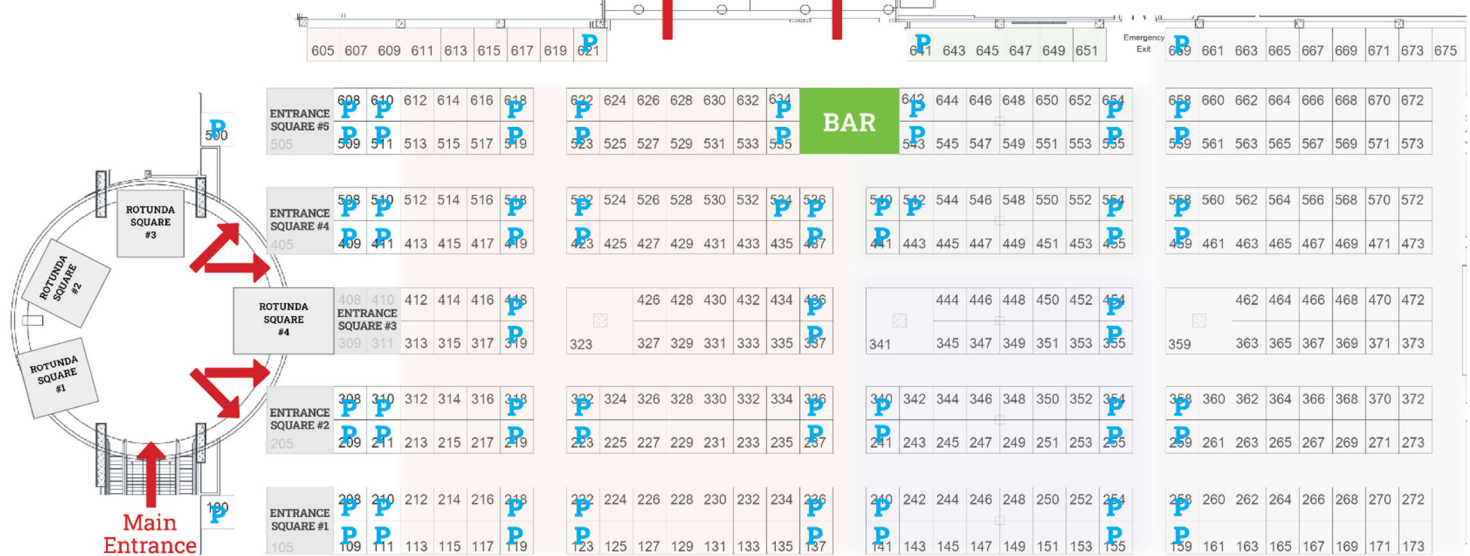 605 607 609 611 613 615 617 619 621 P 641 P 643 645 647 649 651 Emergency Exit 659 P 661 663 665 667 669 671 673 675
ENTRANCE SQUARE #5 505
608 P 610 P 612 614 616 618 P 622 P 624 626 628 630 632 634 P BAR 642 P 644 646 648 650 652 654 P 658 P 660 662 664 666 668 670 672
500 P
509 P 511 P 513 515 517 519 P 523 P 525 527 529 531 533 535 P 543 P 545 547 549 551 553 555 P 559 P 561 563 565 567 569 571 573
ROTUNDA SQUARE #3
ENTRANCE SQUARE #4 405
508 P 510 P 512 514 516 518 P 522 P 524 526 528 530 532 534 P 536 P 540 P 542 P 544 546 548 550 552 554 P 558 P 560 562 564 566 568 570 572
409 P 411 P 413 415 417 419 P 423 P 425 427 429 431 433 435 437 P 441 P 443 445 447 449 451 453 455 P 459 P 461 463 465 467 469 471 473
ROTUNDA SQUARE #2
ROTUNDA SQUARE #4
408 410 412 414 416 418 P 426 428 430 432 434 436 P 444 446 448 450 452 454 P 462 464 466 468 470 472
ENTRANCE SQUARE #3
309 311 313 315 317 319 P 323 327 329 331 333 335 337 P 341 345 347 349 351 353 355 P 359 363 365 367 369 371 373
ROTUNDA SQUARE #1
ENTRANCE SQUARE #2 205
308 P 310 P 312 314 316 318 P 322 P 324 326 328 330 332 334 336 P 340 P 342 344 346 348 350 352 354 P 358 P 360 362 364 366 368 370 372
209 P 211 P 213 215 217 219 P 223 P 225 227 229 231 233 235 237 P 241 P 243 245 247 249 251 253 255 P 259 P 261 263 265 267 269 271 273
100 P
Main Entrance
ENTRANCE SQUARE #1 105
208 P 210 P 212 214 216 218 P 222 P 224 226 228 230 232 234 236 P 240 P 242 244 246 248 250 252 254 P 258 P 260 262 264 266 268 270 272
109 P 111 P 113 115 117 119 P 123 P 125 127 129 131 133 135 137 P 141 P 143 145 147 149 151 153 155 P 159 P 161 163 165 167 169 171 173